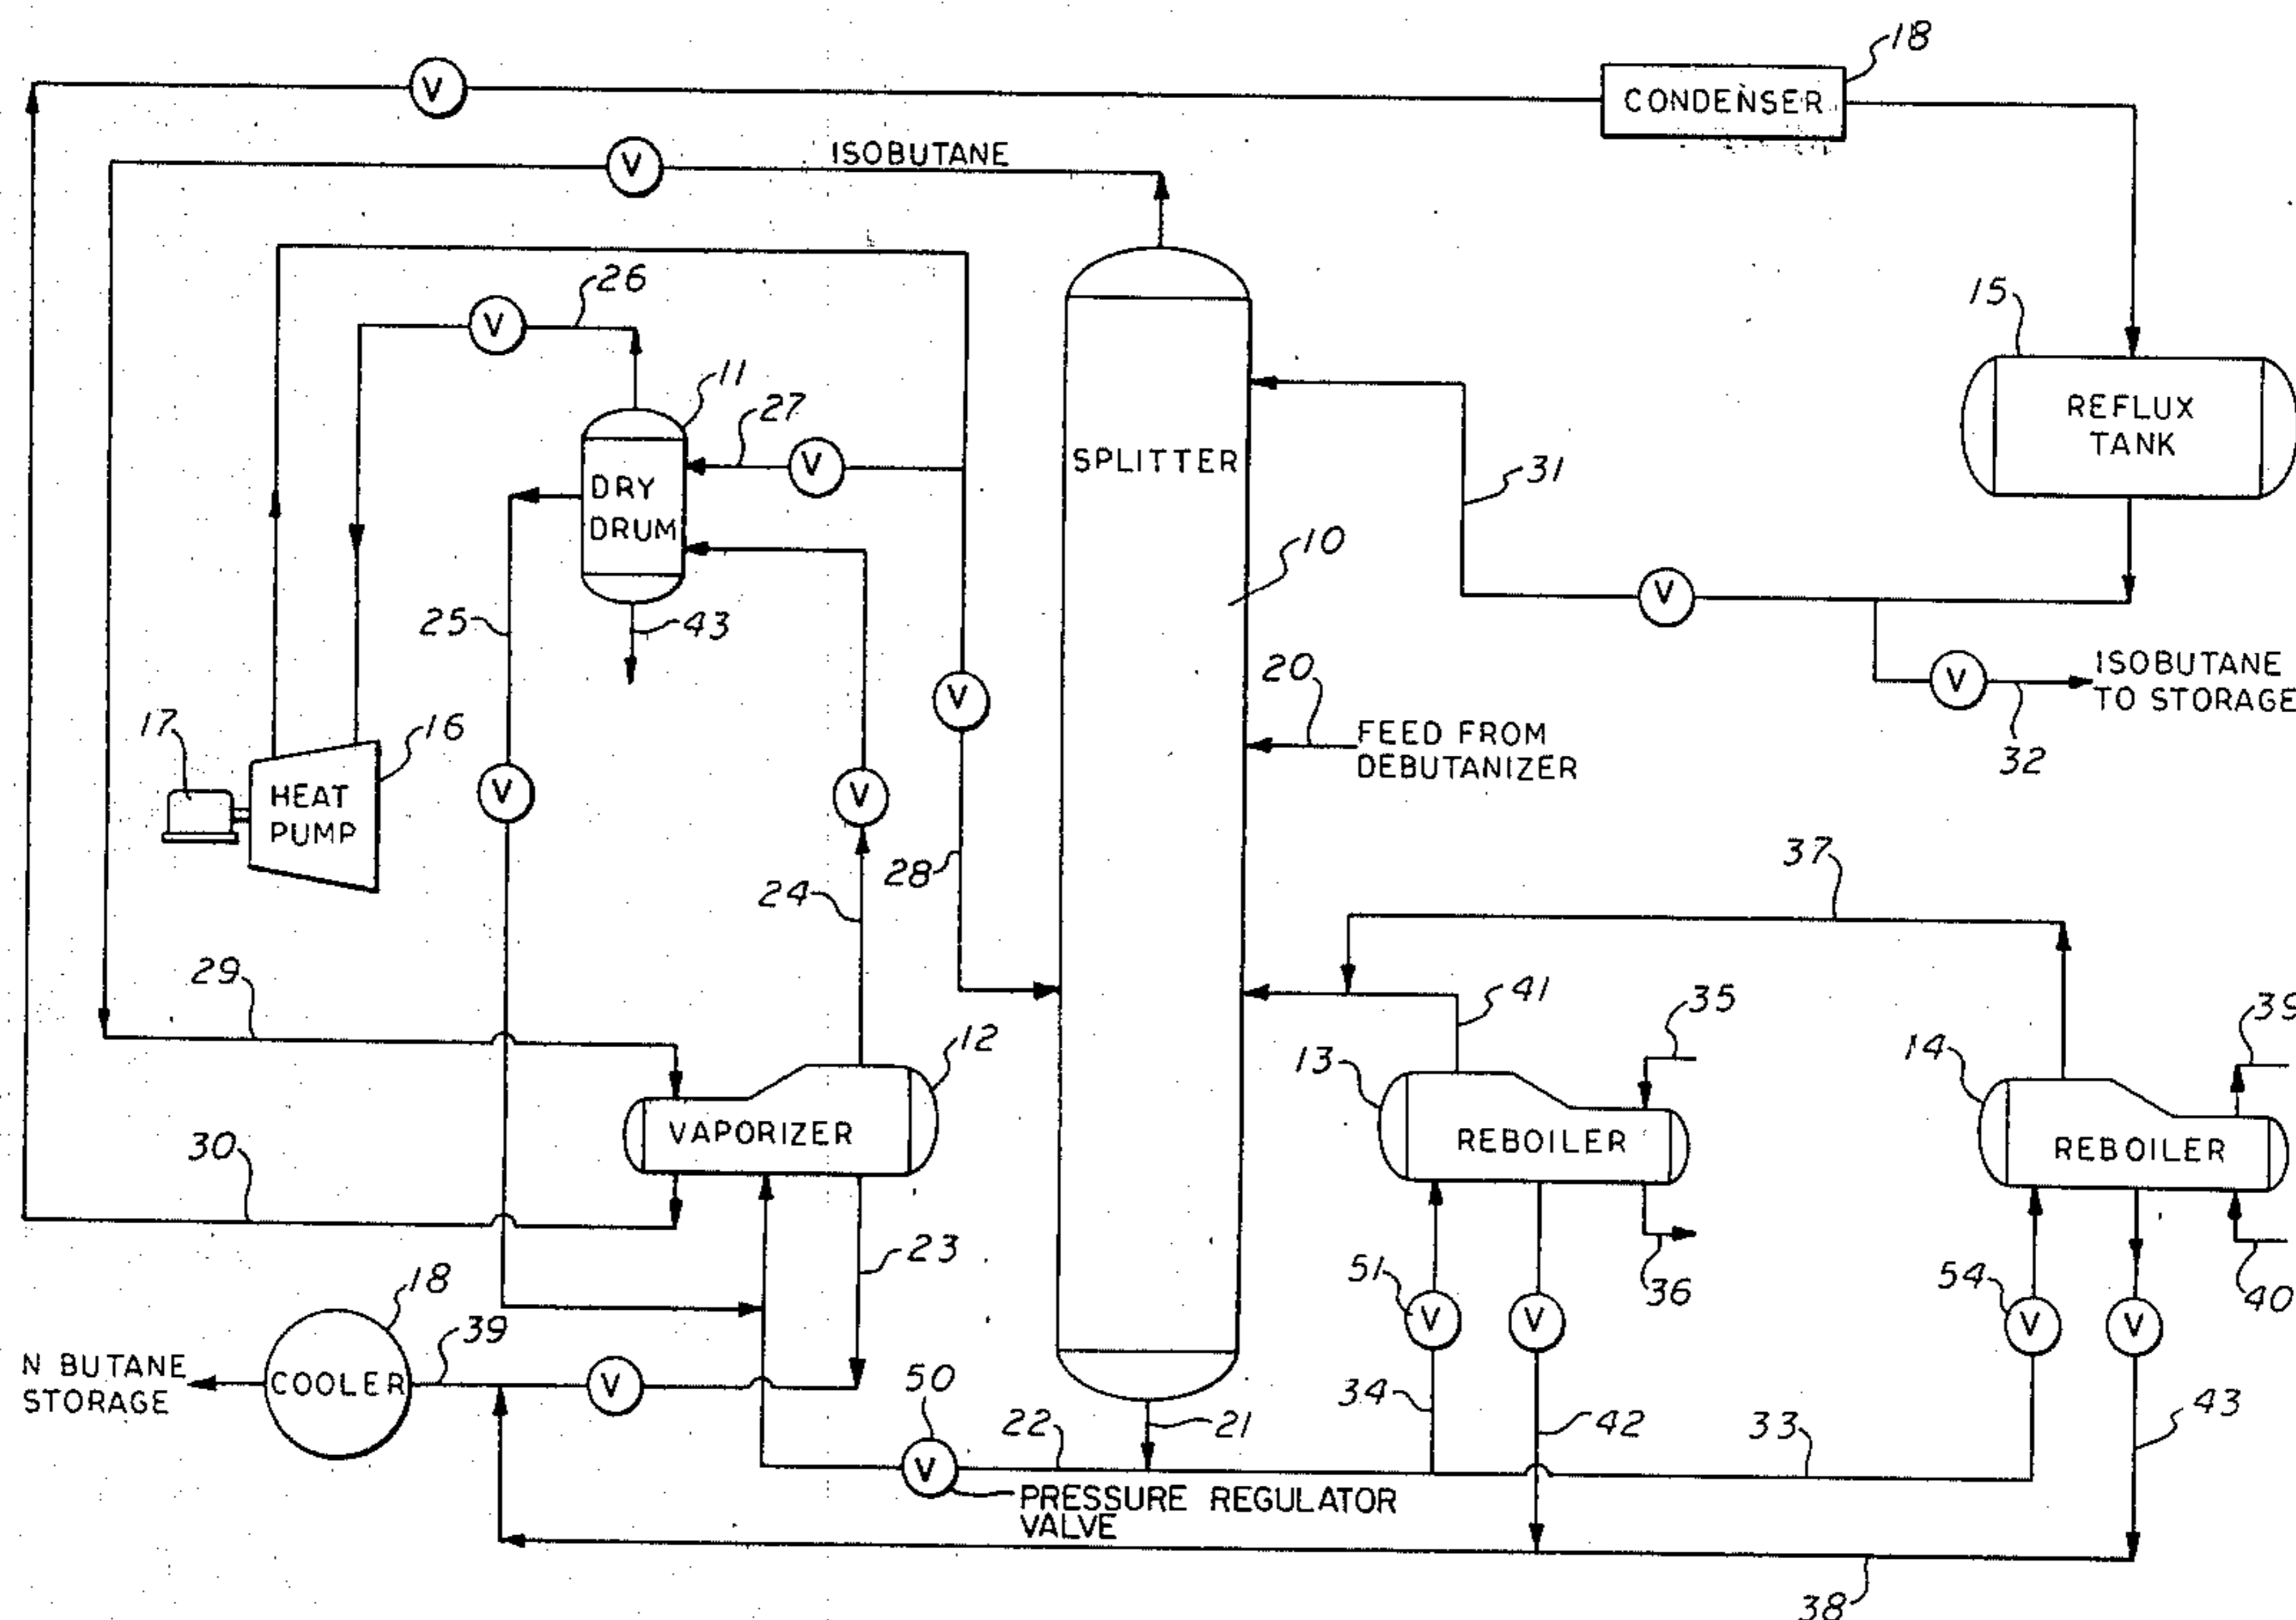 18
V
CONDENSER
V
ISOBUTANE
26
V
15
11
27
REFLUX
TANK
V
SPLITTER
DRY
DRUM
31
10
25
43
V
V
20
ISOBUTANE
TO STORAGE
V
32
17
16
FEED FROM
DEBUTANIZER
HEAT
PUMP
V
V
37
28
24
29
41
35
39
12
13
14
VAPORIZER
REBOILER
REBOILER
30
23
51
36
54
40
18
V
V
V
V
39
N BUTANE
STORAGE
COOLER
V
50
34
42
43
22
21
33
V
PRESSURE REGULATOR
VALVE
38